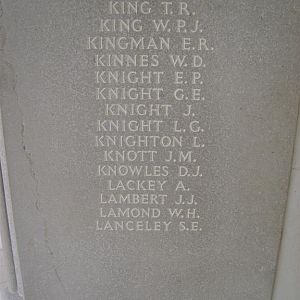 KING T.R.
KING W.P.J.
KINGMAN E.R.
KINNES W.D.
KNIGHT E.P.
KNIGHT G.E.
KNIGHT J.
KNIGHT L.G.
KNIGHTON L.
KNOTT J.M.
KNOWLES D.J.
LACKEY A.
LAMBERT J.J.
LAMOND W.H.
LANCELEY S.E.